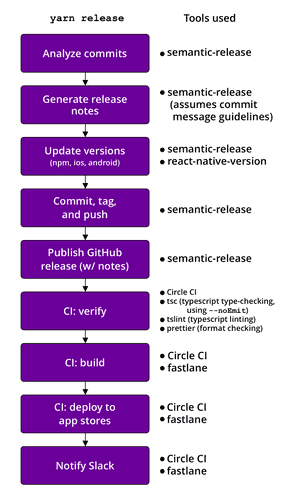 yarn release
Tools used
Analyze commits
• semantic-release
Generate release
notes
• semantic-release
(assumes commit
message guidelines)
Update versions
(npm, ios, android)
• semantic-release
• react-native-version
Commit, tag,
and push
• semantic-release
Publish GitHub
release (w/ notes)
• semantic-release
CI: verify
• Circle CI
• tsc (typescript type-checking,
using --noEmit)
• tslint (typescript linting)
• prettier (format checking)
CI: build
• Circle CI
• fastlane
CI: deploy to
app stores
• Circle CI
• fastlane
Notify Slack
• Circle CI
• fastlane